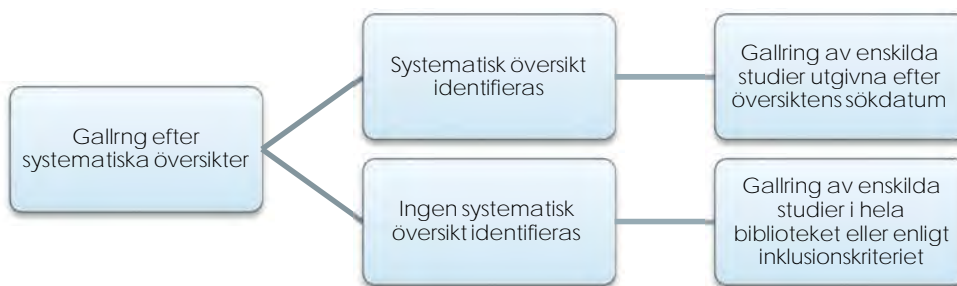 Gallrng efter
systematiska översikter
Systematisk översikt
identifieras
Gallring av enskilda
studier utgivna efter
översiktens sökdatum
Ingen systematisk
översikt identifieras
Gallring av enskilda
studier i hela
biblioteket eller enligt
inklusionskriteriet